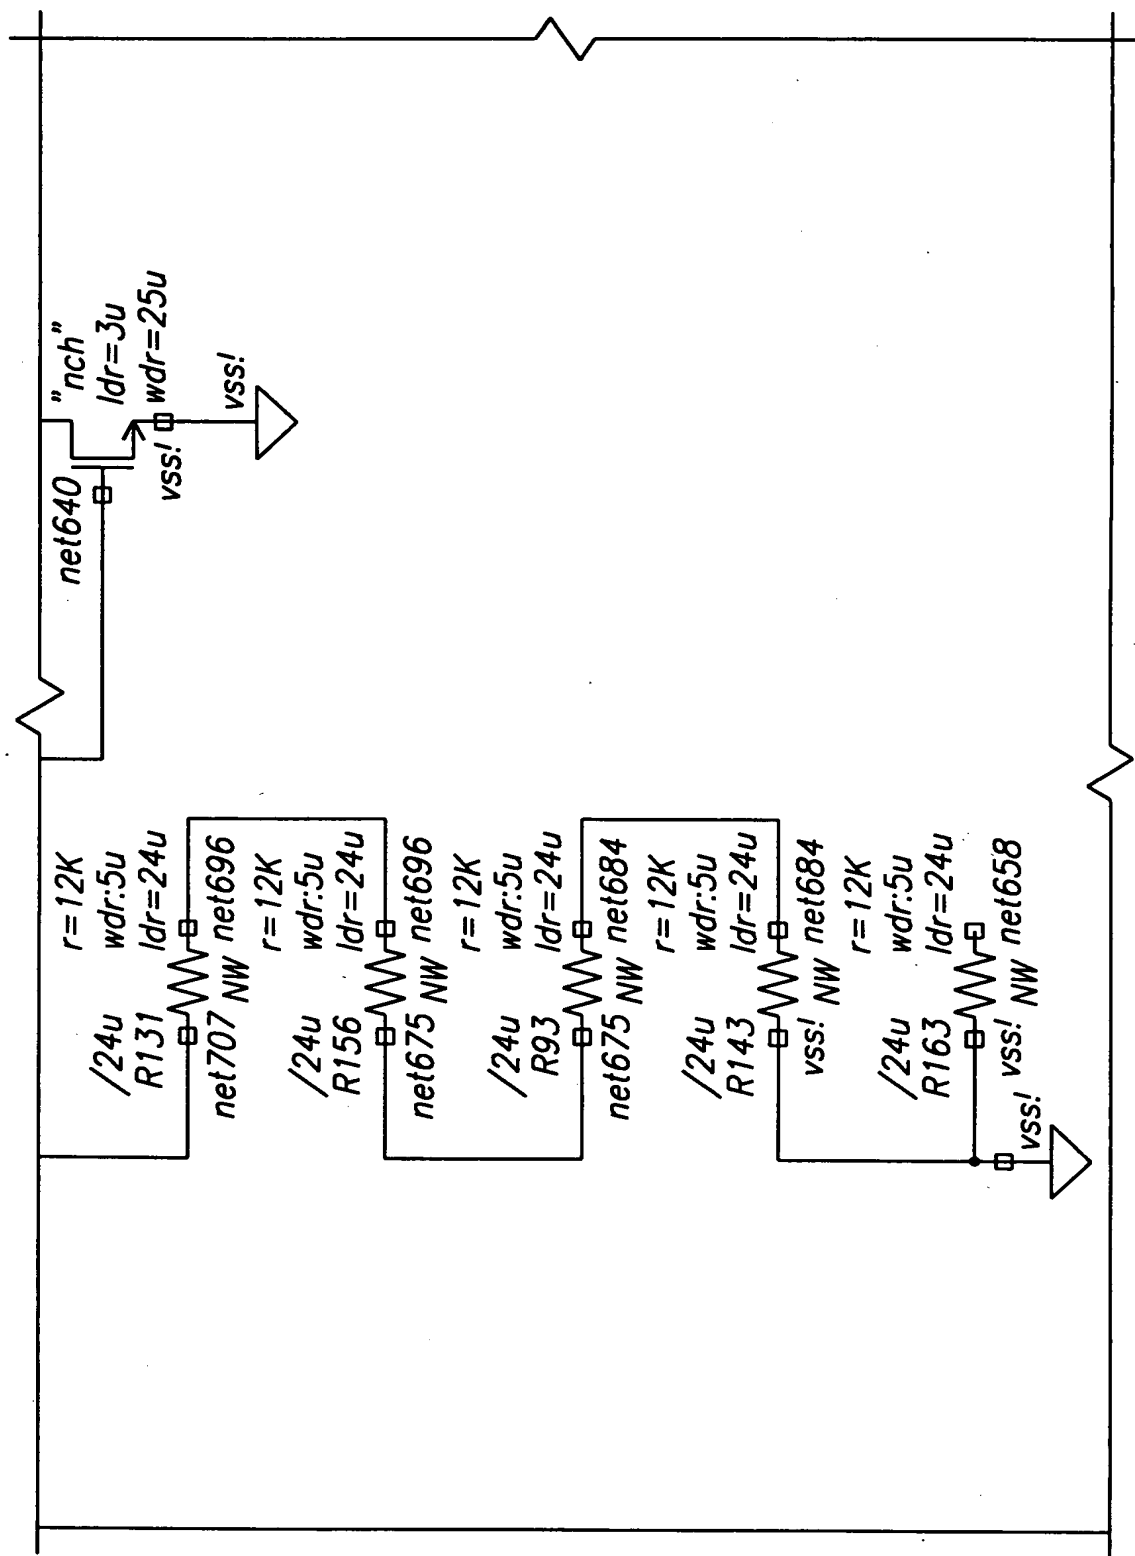 "nch"
ldr=3u
wdr=25u
net640
vss!
vss!
r=12K
wdr:5u
ldr=24u
/24u
R131
net707
NW
net696
r=12K
wdr:5u
ldr=24u
/24u
R156
net675
NW
net696
r=12K
wdr:5u
ldr=24u
/24u
R93
net675
NW
net684
r=12K
wdr:5u
ldr=24u
/24u
R143
vss!
NW
net684
r=12K
wdr:5u
ldr=24u
/24u
R163
vss!
NW
net658
vss!